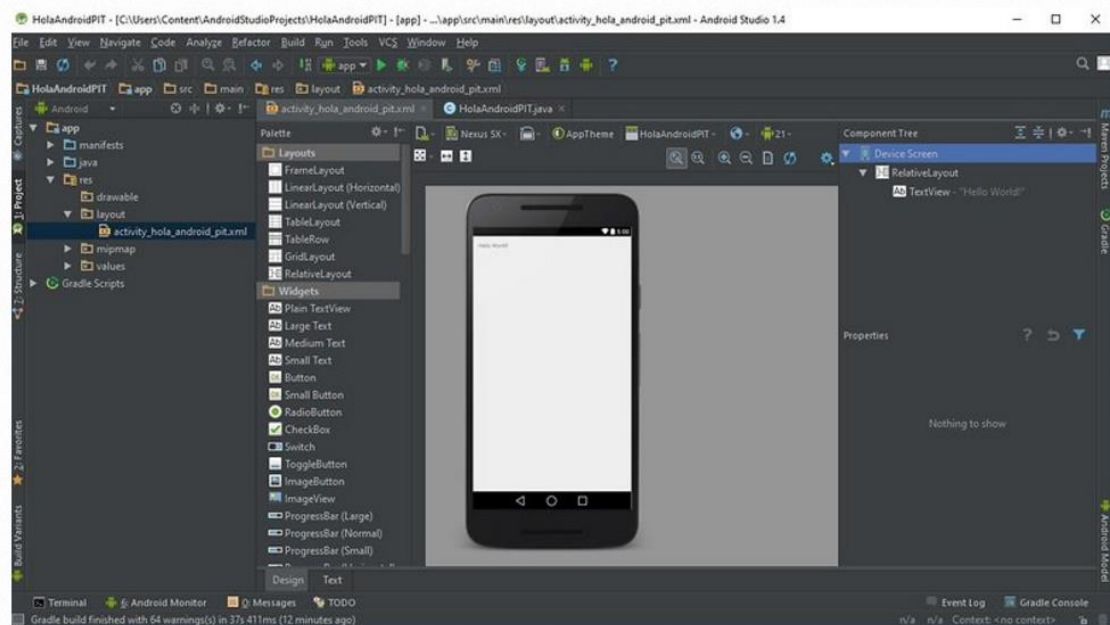 HolaAndroidPIT - [C:\Users\Content\AndroidStudioProjects\HolaAndroidPIT] - [app] - ...\app\src\main\res\layout\activity_hola_android_pit.xml - Android Studio 1.4
File Edit View Navigate Code Analyze Refactor Build Run Tools VCS Window Help
app
?
HolaAndroidPIT app src main res layout activity_hola_android_pit.xml
Android
activity_hola_android_pit.xml
HolaAndroidPIT.java
Captures
1: Project
2: Structure
2: Favorites
Build Variants
app
manifests
java
res
drawable
layout
activity_hola_android_pit.xml
mipmap
values
Gradle Scripts
Palette
Layouts
FrameLayout
LinearLayout (Horizontal)
LinearLayout (Vertical)
TableLayout
TableRow
GridLayout
RelativeLayout
Widgets
Plain TextView
Large Text
Medium Text
Small Text
Button
Small Button
RadioButton
CheckBox
Switch
ToggleButton
ImageButton
ImageView
ProgressBar (Large)
ProgressBar (Normal)
ProgressBar (Small)
Design Text
Nexus 5X
AppTheme
HolaAndroidPIT
21
5:00
Hello World!
Component Tree
Device Screen
RelativeLayout
Ab TextView - "Hello World!"
Properties
?
Nothing to show
Maven Projects
Gradle
Android Model
Terminal 6: Android Monitor 0: Messages TODO
Event Log Gradle Console
Gradle build finished with 64 warnings(s) in 37s 411ms (12 minutes ago)
n/a n/a Context: <no context>